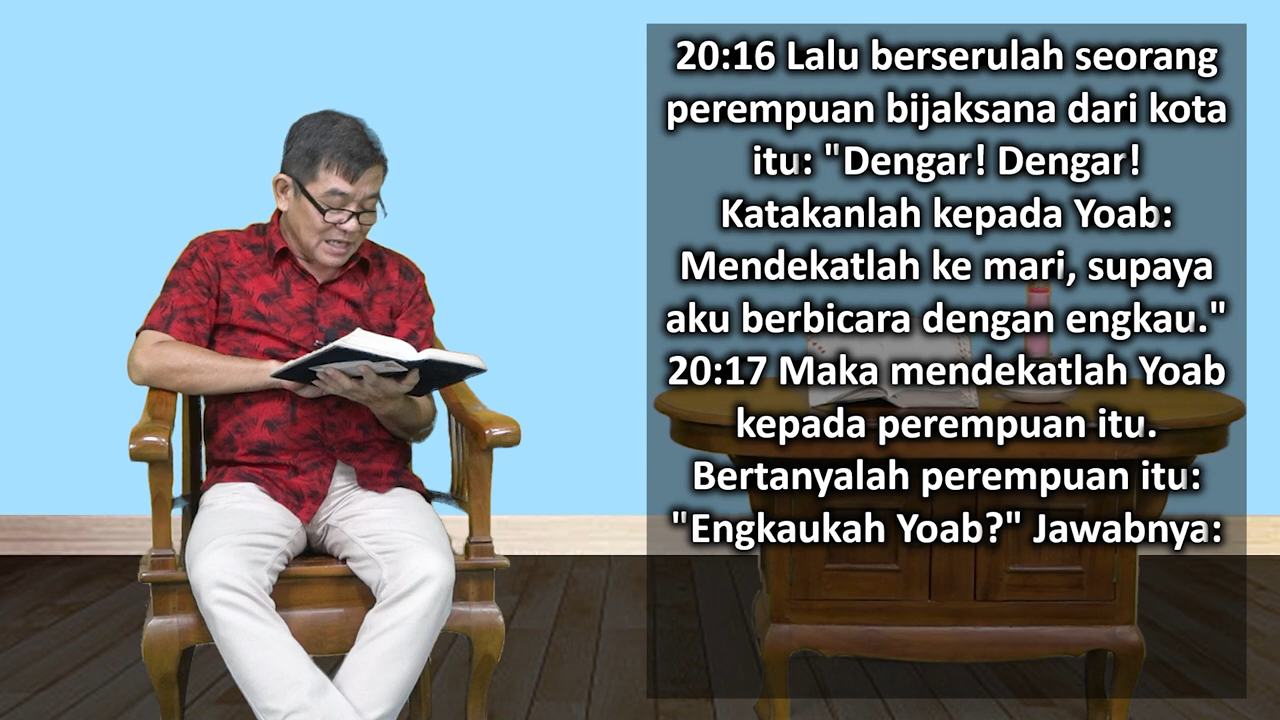 20:16 Lalu berserulah seorang
perempuan bijaksana dari kota
itu: "Dengar! Dengar!
Katakanlah kepada Yoab:
Mendekatlah ke mari, supaya
aku berbicara dengan engkau."
20:17 Maka mendekatlah Yoab
kepada perempuan itu.
Bertanyalah perempuan itu:
"Engkaukah Yoab?" Jawabnya: